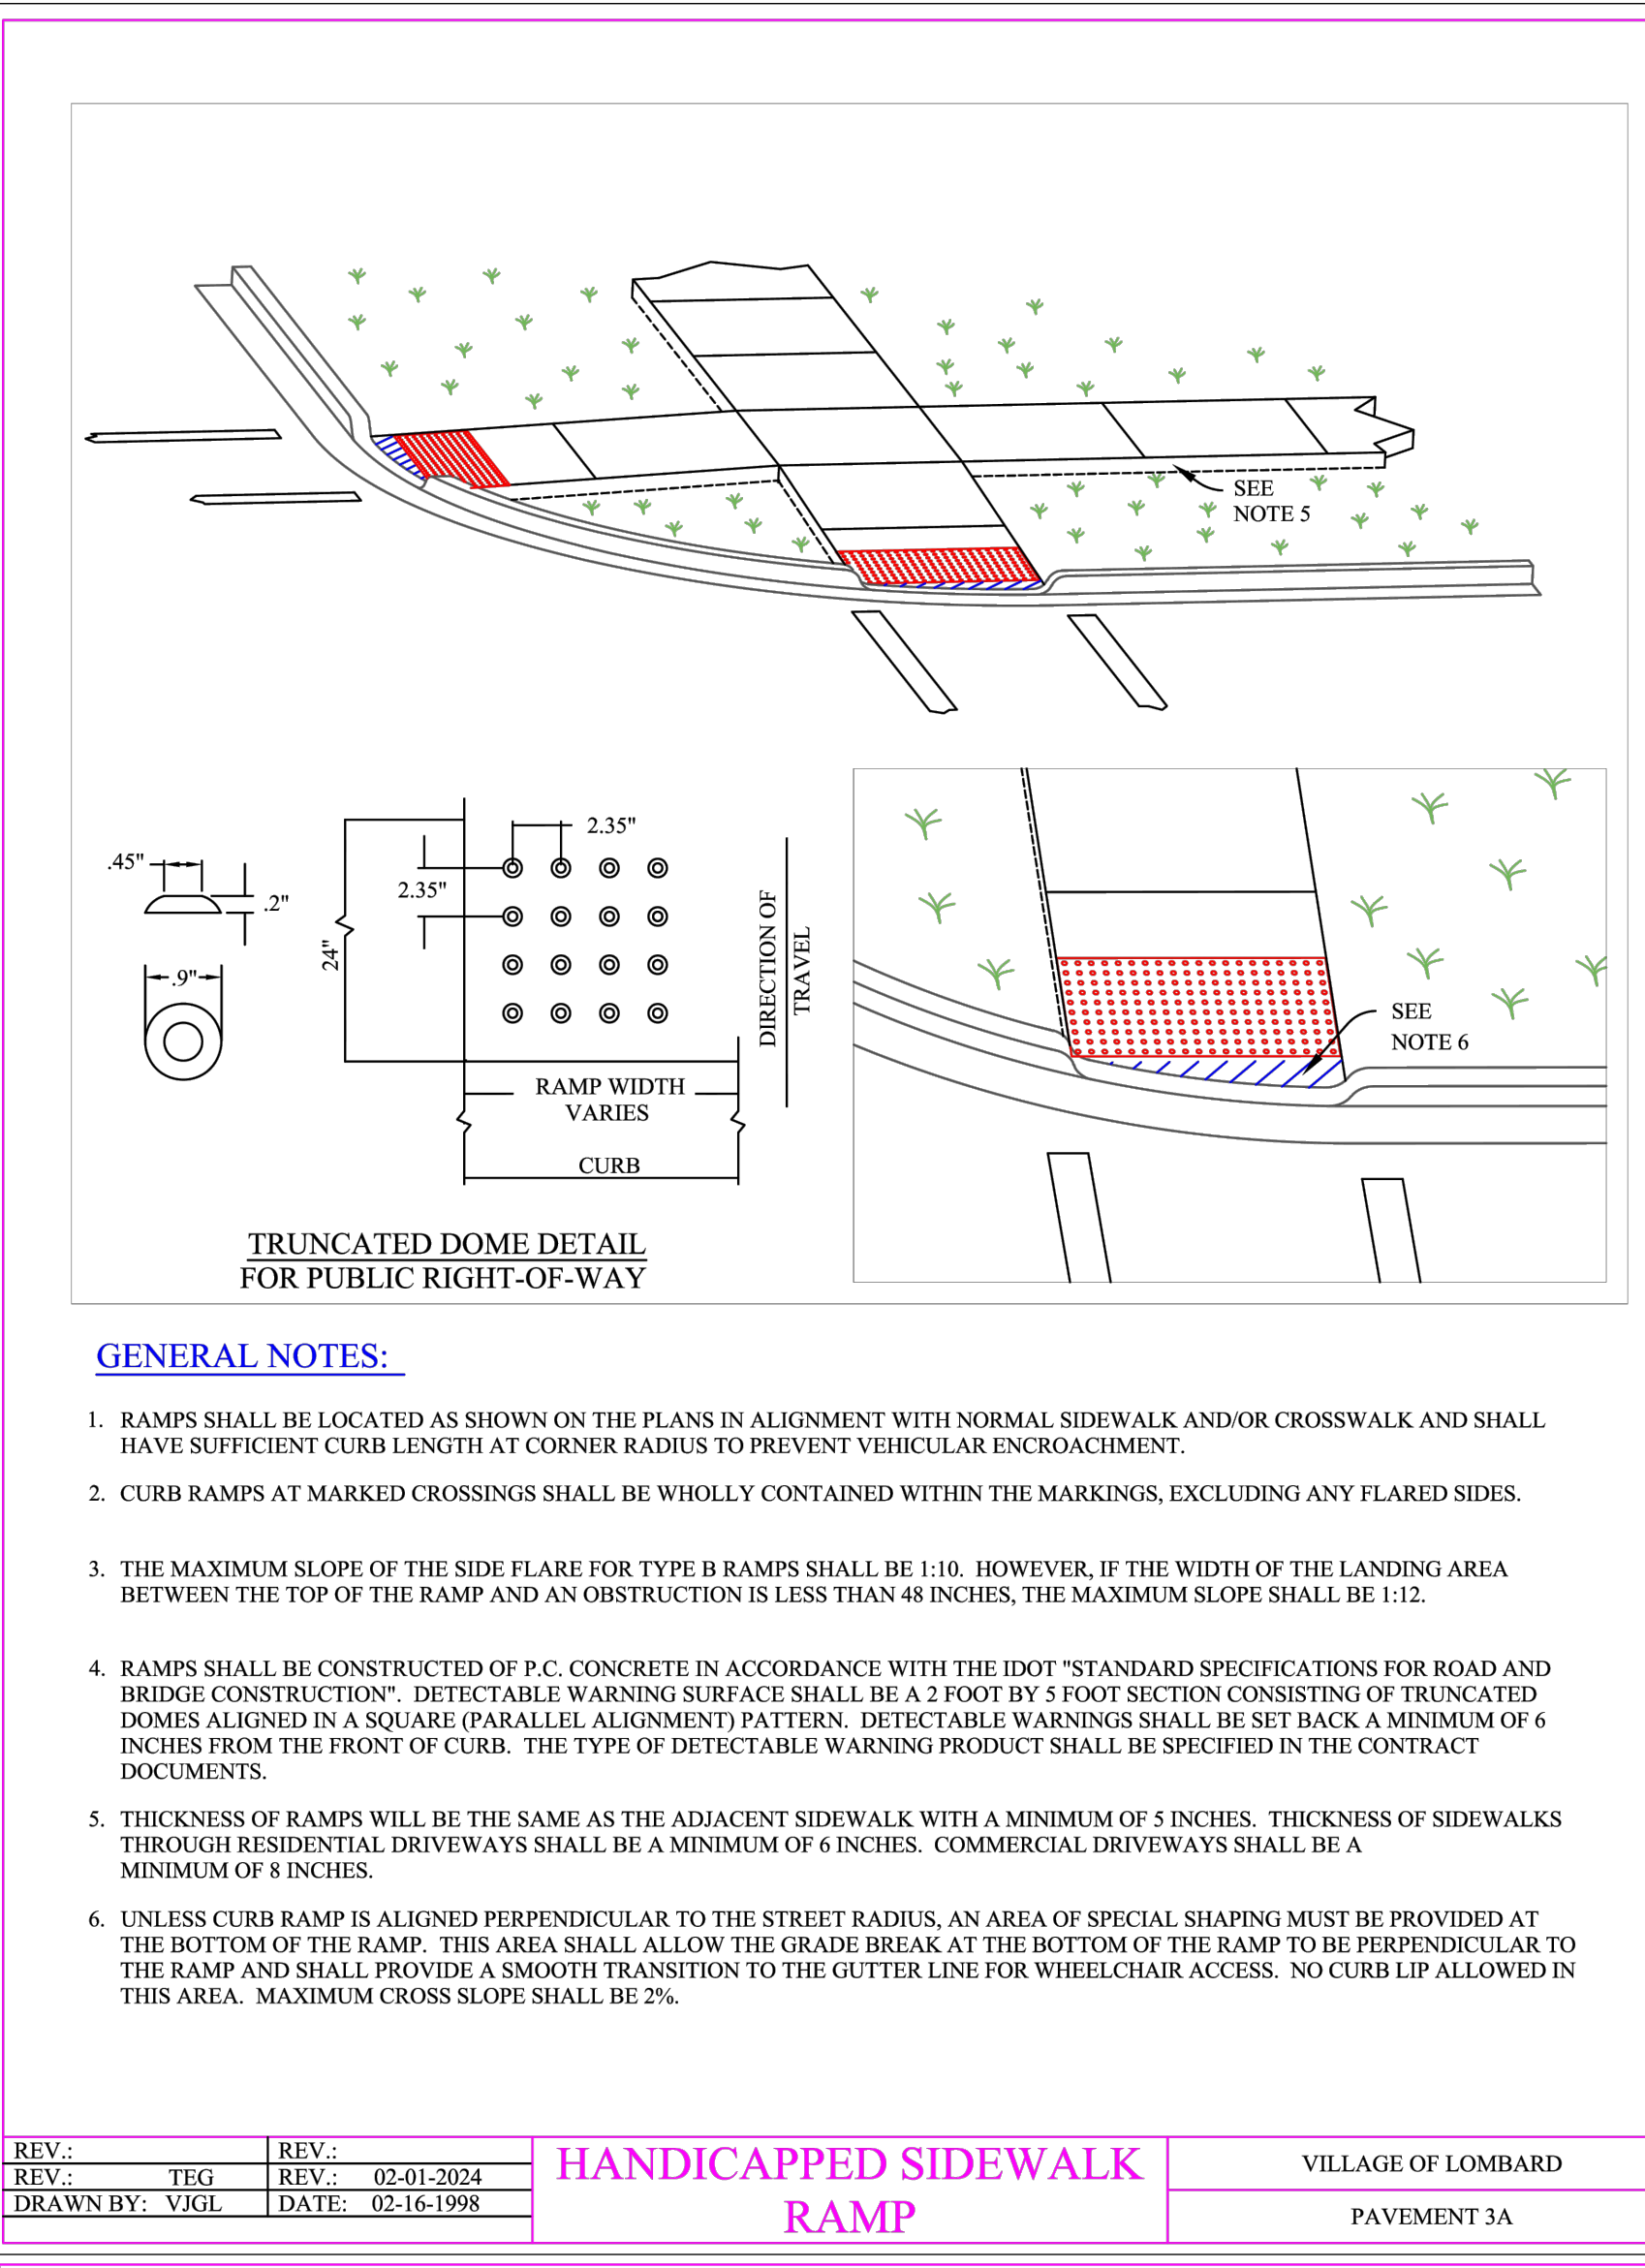 SEE
NOTE 5
.45"
.2"
.9"
24"
2.35"
2.35"
DIRECTION OF
TRAVEL
RAMP WIDTH
VARIES
CURB
TRUNCATED DOME DETAIL
FOR PUBLIC RIGHT-OF-WAY
SEE
NOTE 6
GENERAL NOTES:
1. RAMPS SHALL BE LOCATED AS SHOWN ON THE PLANS IN ALIGNMENT WITH NORMAL SIDEWALK AND/OR CROSSWALK AND SHALL
HAVE SUFFICIENT CURB LENGTH AT CORNER RADIUS TO PREVENT VEHICULAR ENCROACHMENT.
2. CURB RAMPS AT MARKED CROSSINGS SHALL BE WHOLLY CONTAINED WITHIN THE MARKINGS, EXCLUDING ANY FLARED SIDES.
3. THE MAXIMUM SLOPE OF THE SIDE FLARE FOR TYPE B RAMPS SHALL BE 1:10. HOWEVER, IF THE WIDTH OF THE LANDING AREA
BETWEEN THE TOP OF THE RAMP AND AN OBSTRUCTION IS LESS THAN 48 INCHES, THE MAXIMUM SLOPE SHALL BE 1:12.
4. RAMPS SHALL BE CONSTRUCTED OF P.C. CONCRETE IN ACCORDANCE WITH THE IDOT "STANDARD SPECIFICATIONS FOR ROAD AND
BRIDGE CONSTRUCTION". DETECTABLE WARNING SURFACE SHALL BE A 2 FOOT BY 5 FOOT SECTION CONSISTING OF TRUNCATED
DOMES ALIGNED IN A SQUARE (PARALLEL ALIGNMENT) PATTERN. DETECTABLE WARNINGS SHALL BE SET BACK A MINIMUM OF 6
INCHES FROM THE FRONT OF CURB. THE TYPE OF DETECTABLE WARNING PRODUCT SHALL BE SPECIFIED IN THE CONTRACT
DOCUMENTS.
5. THICKNESS OF RAMPS WILL BE THE SAME AS THE ADJACENT SIDEWALK WITH A MINIMUM OF 5 INCHES. THICKNESS OF SIDEWALKS
THROUGH RESIDENTIAL DRIVEWAYS SHALL BE A MINIMUM OF 6 INCHES. COMMERCIAL DRIVEWAYS SHALL BE A
MINIMUM OF 8 INCHES.
6. UNLESS CURB RAMP IS ALIGNED PERPENDICULAR TO THE STREET RADIUS, AN AREA OF SPECIAL SHAPING MUST BE PROVIDED AT
THE BOTTOM OF THE RAMP. THIS AREA SHALL ALLOW THE GRADE BREAK AT THE BOTTOM OF THE RAMP TO BE PERPENDICULAR TO
THE RAMP AND SHALL PROVIDE A SMOOTH TRANSITION TO THE GUTTER LINE FOR WHEELCHAIR ACCESS. NO CURB LIP ALLOWED IN
THIS AREA. MAXIMUM CROSS SLOPE SHALL BE 2%.
REV.: REV.:
REV.: TEG REV.: 02-01-2024
DRAWN BY: VJGL DATE: 02-16-1998
HANDICAPPED SIDEWALK
RAMP
VILLAGE OF LOMBARD
PAVEMENT 3A